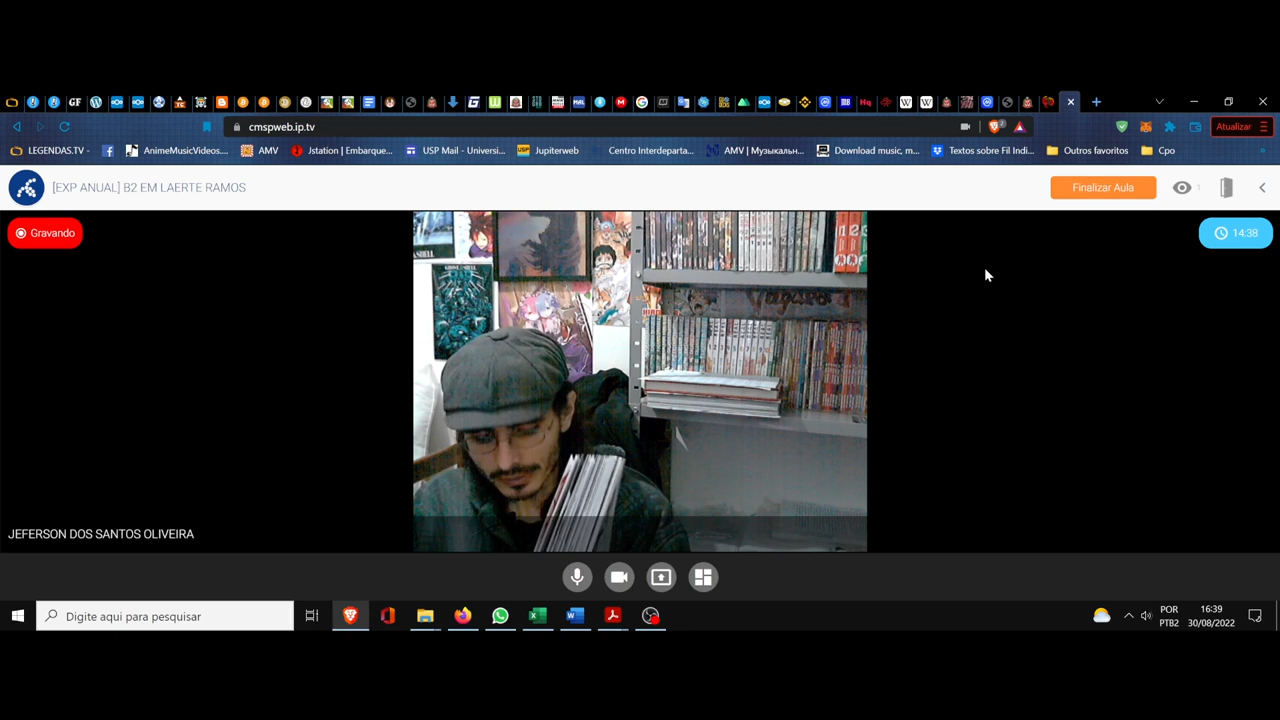 cmspweb.ip.tv
Atualizar
LEGENDAS.TV - AnimeMusicVideos.... AMV Jstation | Embarque... USP Mail - Universi... Jupiterweb Centro Interdeparta... AMV | Музыкальн... Download music, m... Textos sobre Fil Indi... Outros favoritos Cpo
[EXP ANUAL] B2 EM LAERTE RAMOS
Finalizar Aula
1
Gravando
14:38
JEFERSON DOS SANTOS OLIVEIRA
Digite aqui para pesquisar
POR
PTB2
16:39
30/08/2022